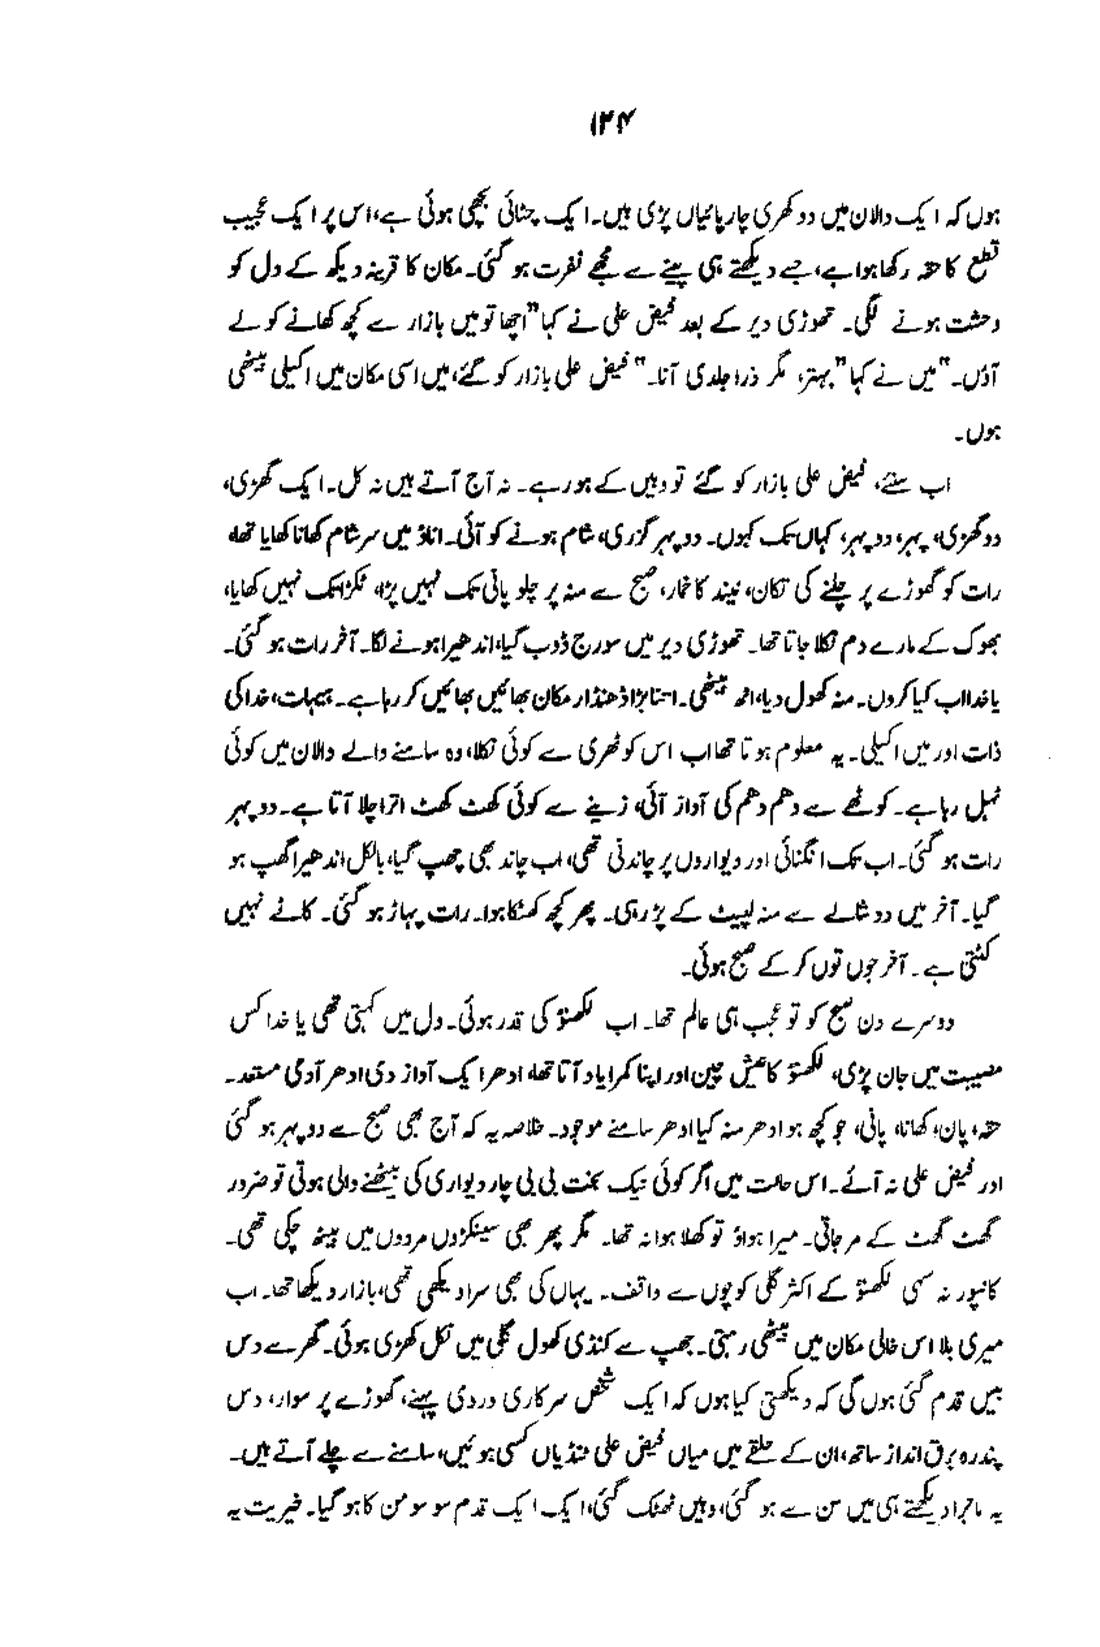 ۱۲۴
ہوں کہ ایک دالان میں دو کھری چارپائیاں پڑی ہیں۔ ایک چٹائی بچھی ہوئی ہے، اس پر ایک عجیب
قطع کا حقہ رکھا ہوا ہے، جسے دیکھتے ہی پینے سے مجھے نفرت ہو گئی۔ مکان کا قرینہ دیکھ کے دل کو
وحشت ہونے لگی۔ تھوڑی دیر کے بعد فیض علی نے کہا "اچھا تو میں بازار سے کچھ کھانے کو لے
آؤں۔" میں نے کہا "بہتر، مگر ذرا جلدی آنا۔" فیض علی بازار کو گئے، میں اسی مکان میں اکیلی بیٹھی
ہوں۔
اب سنئے، فیض علی بازار کو گئے تو وہیں کے ہو رہے۔ نہ آج آتے ہیں نہ کل۔ ایک گھڑی،
دو گھڑی، پہر، دو پہر، کہاں تک کہوں۔ دوپہر گزری، شام ہونے کو آئی۔ اناؤ میں سر شام کھانا کھایا تھا،
رات کو گھوڑے پر چلنے کی تکان، نیند کا خمار، صبح سے منہ پر چلو پانی تک نہیں پڑا، ٹکڑا تک نہیں کھایا،
بھوک کے مارے دم نکلا جاتا تھا۔ تھوڑی دیر میں سورج ڈوب گیا، اندھیرا ہونے لگا۔ آخر رات ہو گئی۔
یا خدا اب کیا کروں۔ منہ کھول دیا، اٹھ بیٹھی۔ اتنا بڑا ڈھنڈار مکان بھائیں بھائیں کر رہا ہے۔ ہیہات، خدا کی
ذات اور میں اکیلی۔ یہ معلوم ہوتا تھا اب اس کوٹھری سے کوئی نکلا، وہ سامنے والے دالان میں کوئی
ٹہل رہا ہے۔ کوٹھے سے دھم دھم کی آواز آئی، زینے سے کوئی کھٹ کھٹ اترا چلا آتا ہے۔ دو پہر
رات ہو گئی۔ اب تک انگنائی اور دیواروں پر چاندنی تھی، اب چاند بھی چھپ گیا، بالکل اندھیرا گھپ ہو
گیا۔ آخر میں دوشالے سے منہ لپیٹ کے پڑ رہی۔ پھر کچھ کھٹکا ہوا۔ رات پہاڑ ہو گئی۔ کاٹے نہیں
کٹتی ہے۔ آخر جوں توں کر کے صبح ہوئی۔
دوسرے دن صبح کو تو عجب ہی عالم تھا۔ اب لکھنؤ کی قدر ہوئی۔ دل میں کہتی تھی یا خدا کس
مصیبت میں جان پڑی، لکھنؤ کا عیش چین اور اپنا کمرا یاد آتا تھا، ادھر ایک آواز دی ادھر آدمی مستعد۔
حقہ، پان، کھانا، پانی، جو کچھ ہو ادھر منہ کیا ادھر سامنے موجود۔ خلاصہ یہ کہ آج بھی صبح سے دوپہر ہو گئی
اور فیض علی نہ آئے۔ اس حالت میں اگر کوئی نیک بخت بی بی چار دیواری کی بیٹھنے والی ہوتی تو ضرور
گھٹ گھٹ کے مر جاتی۔ میرا ہواؤ تو کھلا ہوا نہ تھا۔ مگر پھر بھی سینکڑوں مردوں میں بیٹھ چکی تھی۔
کانپور نہ سہی لکھنؤ کے اکثر گلی کوچوں سے واقف۔ یہاں کی بھی سرا دیکھی تھی، بازار دیکھا تھا۔ اب
میری بلا اس خالی مکان میں بیٹھی رہتی۔ جھپ سے کنڈی کھول گلی میں نکل کھڑی ہوئی۔ گھر سے دس
بیس قدم گئی ہوں گی کہ دیکھتی کیا ہوں کہ ایک شخص سرکاری وردی پہنے، گھوڑے پر سوار، دس
پندرہ برق انداز ساتھ، ان کے حلقے میں میاں فیض علی ٹنڈیاں کسی ہوئیں، سامنے سے چلے آتے ہیں۔
یہ ماجرا دیکھتے ہی میں سن سے ہو گئی، وہیں ٹھٹک گئی، ایک ایک قدم سو سو من کا ہو گیا۔ خیریت یہ